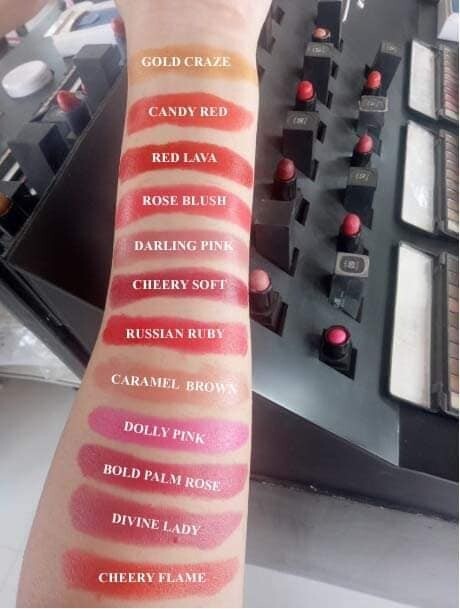 GOLD CRAZE
CANDY RED
RED LAVA
ROSE BLUSH
DARLING PINK
CHEERY SOFT
RUSSIAN RUBY
CARAMEL BROWN
DOLLY PINK
BOLD PALM ROSE
DIVINE LADY
CHEERY FLAME